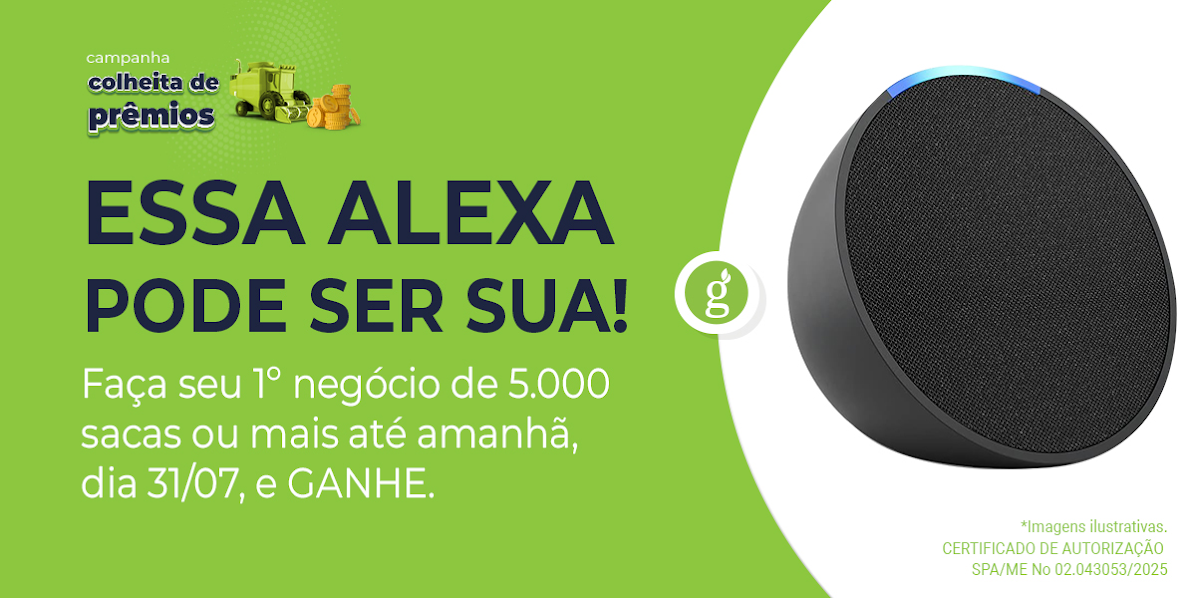 campanha
colheita de
prêmios
ESSA ALEXA
PODE SER SUA!
Faça seu 1º negócio de 5.000
sacas ou mais até amanhã,
dia 31/07, e GANHE.
g
*Imagens ilustrativas.
CERTIFICADO DE AUTORIZAÇÃO
SPA/ME No 02.043053/2025